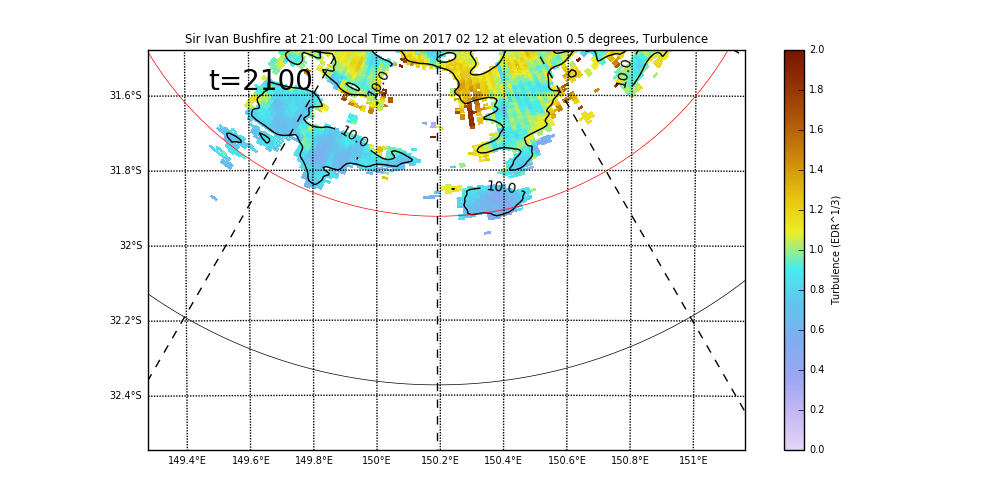 Sir Ivan Bushfire at 21:00 Local Time on 2017 02 12 at elevation 0.5 degrees, Turbulence
t=2100
10.0
10.0
10.0
10.0
31.6°S
31.8°S
32°S
32.2°S
32.4°S
149.4°E
149.6°E
149.8°E
150°E
150.2°E
150.4°E
150.6°E
150.8°E
151°E
2.0
1.8
1.6
1.4
1.2
1.0
0.8
0.6
0.4
0.2
0.0
Turbulence (EDR^1/3)